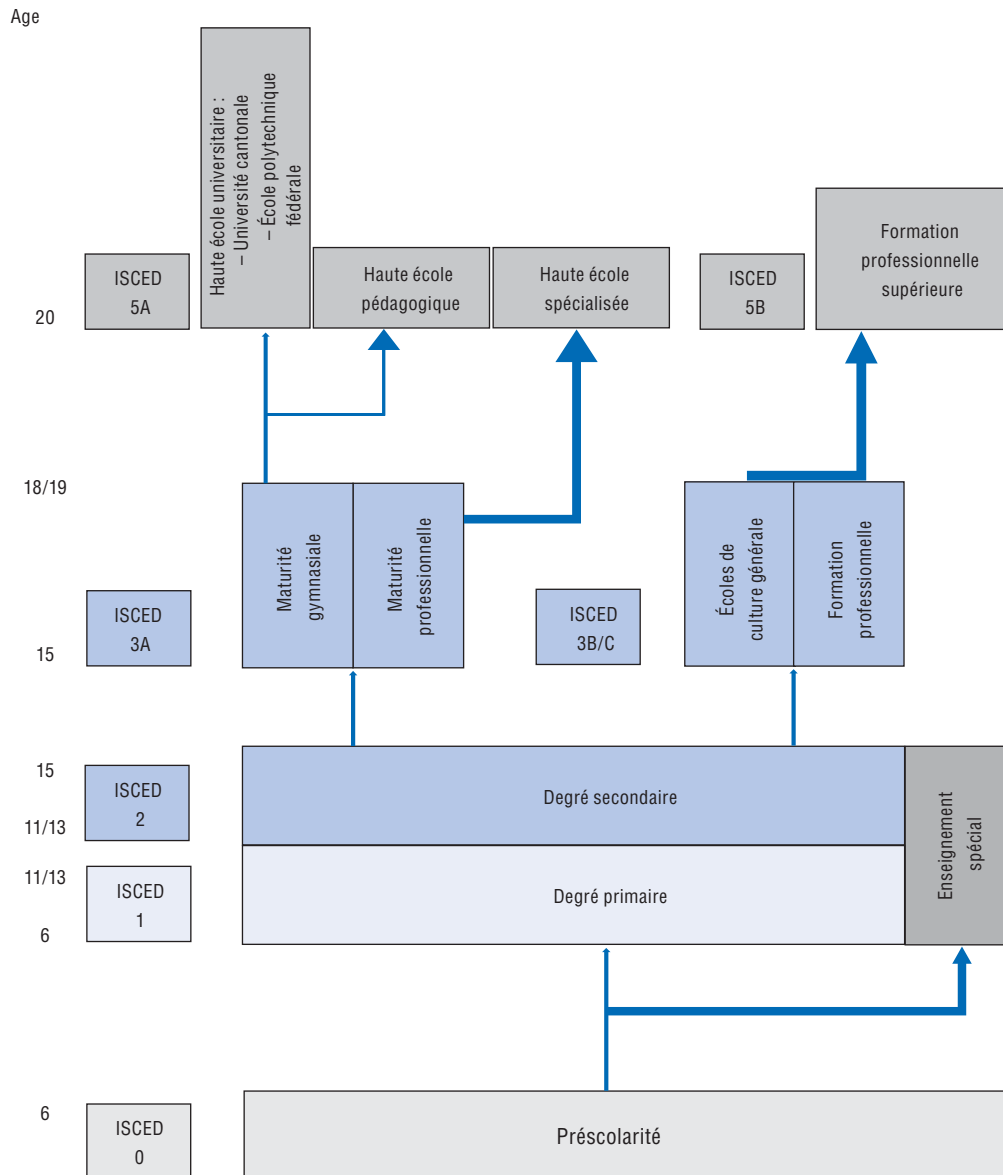 Age
Haute école universitaire :
– Université cantonale
– École polytechnique
fédérale
Formation
professionnelle
supérieure
ISCED
5A
Haute école
pédagogique
Haute école
spécialisée
ISCED
5B
20
18/19
Maturité
gymnasiale
Maturité
professionnelle
Écoles de
culture générale
Formation
professionnelle
ISCED
3A
ISCED
3B/C
15
15
ISCED
2
Degré secondaire
11/13
Enseignement
spécial
11/13
ISCED
1
Degré primaire
6
6
ISCED
0
Préscolarité